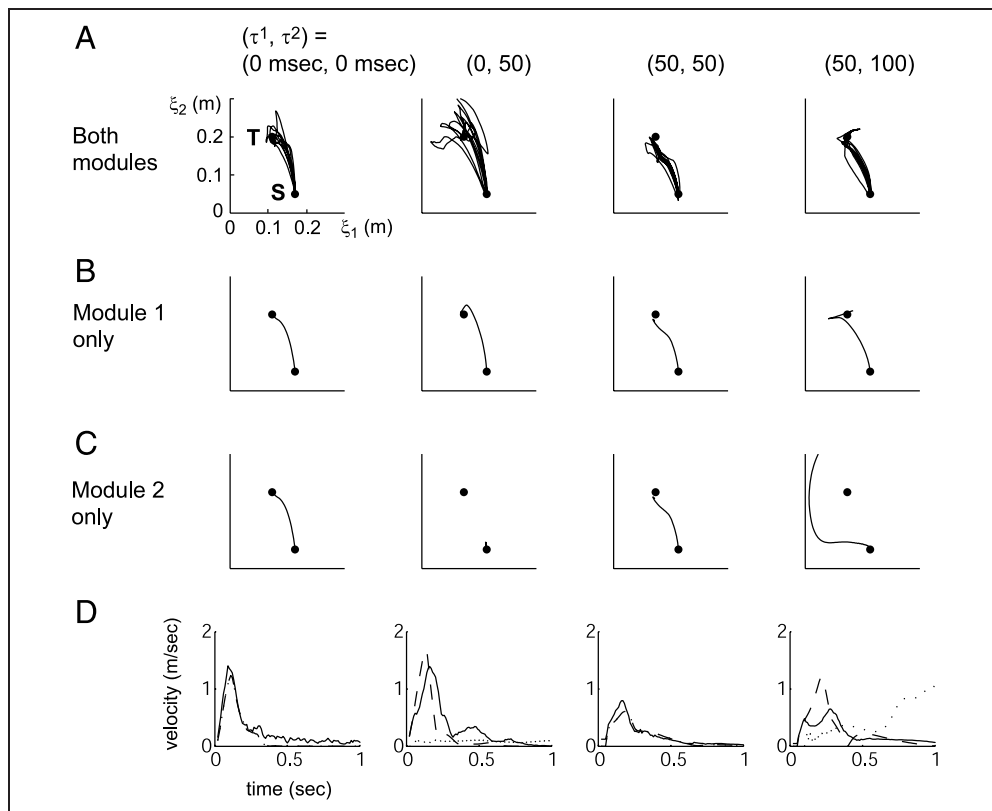 A
(τ¹, τ²) =
(0 msec, 0 msec) (0, 50) (50, 50) (50, 100)
Both
modules
ξ₂ (m)
T
0.2
0.1
S
0
0 0.1 0.2 ξ₁ (m)
B
Module 1
only
C
Module 2
only
D
velocity (m/sec)
2 2 2 2
1 1 1 1
0 0 0 0
0 0.5 1 0 0.5 1 0 0.5 1 0 0.5 1
time (sec)